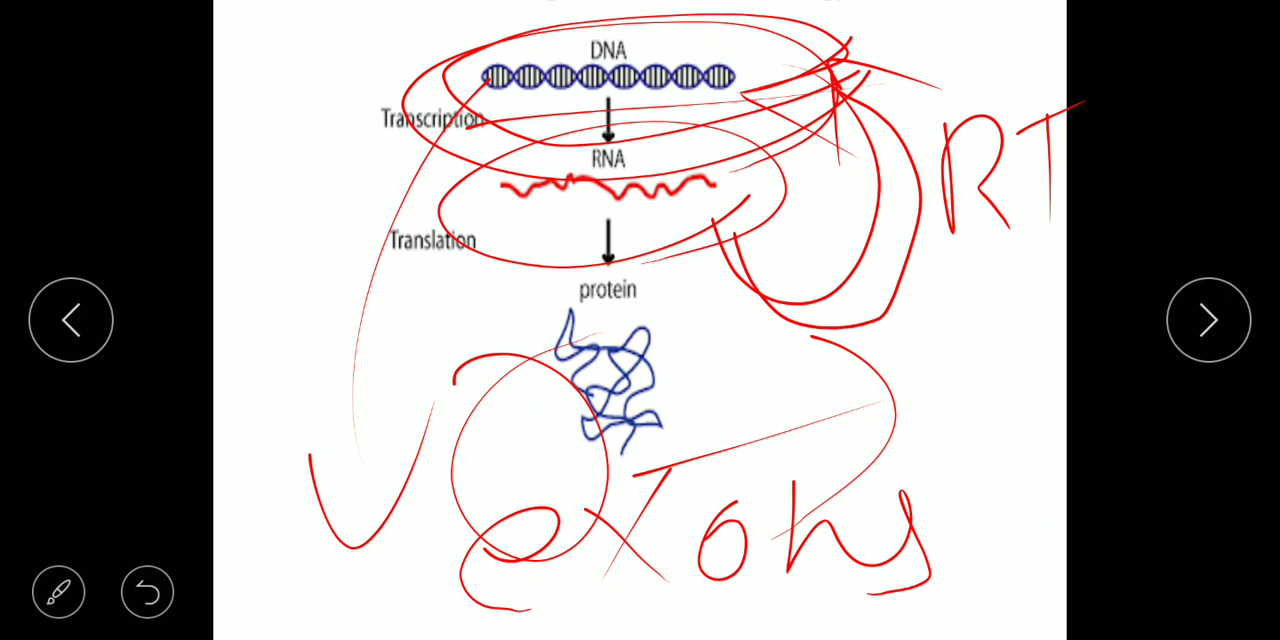 DNA
Transcription
RNA
RT
Translation
protein
exons